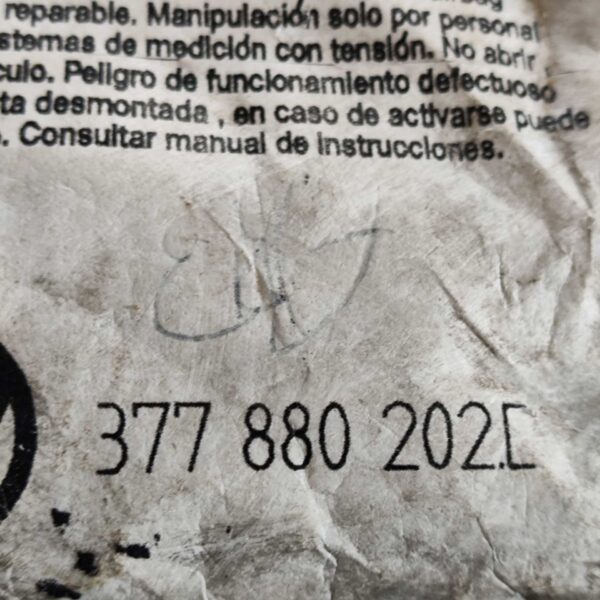 reparable. Manipulación solo por personal
stemas de medición con tensión. No abrir,
culo. Peligro de funcionamiento defectuoso
ta desmontada, en caso de activarse puede
. Consultar manual de instrucciones.
377 880 202